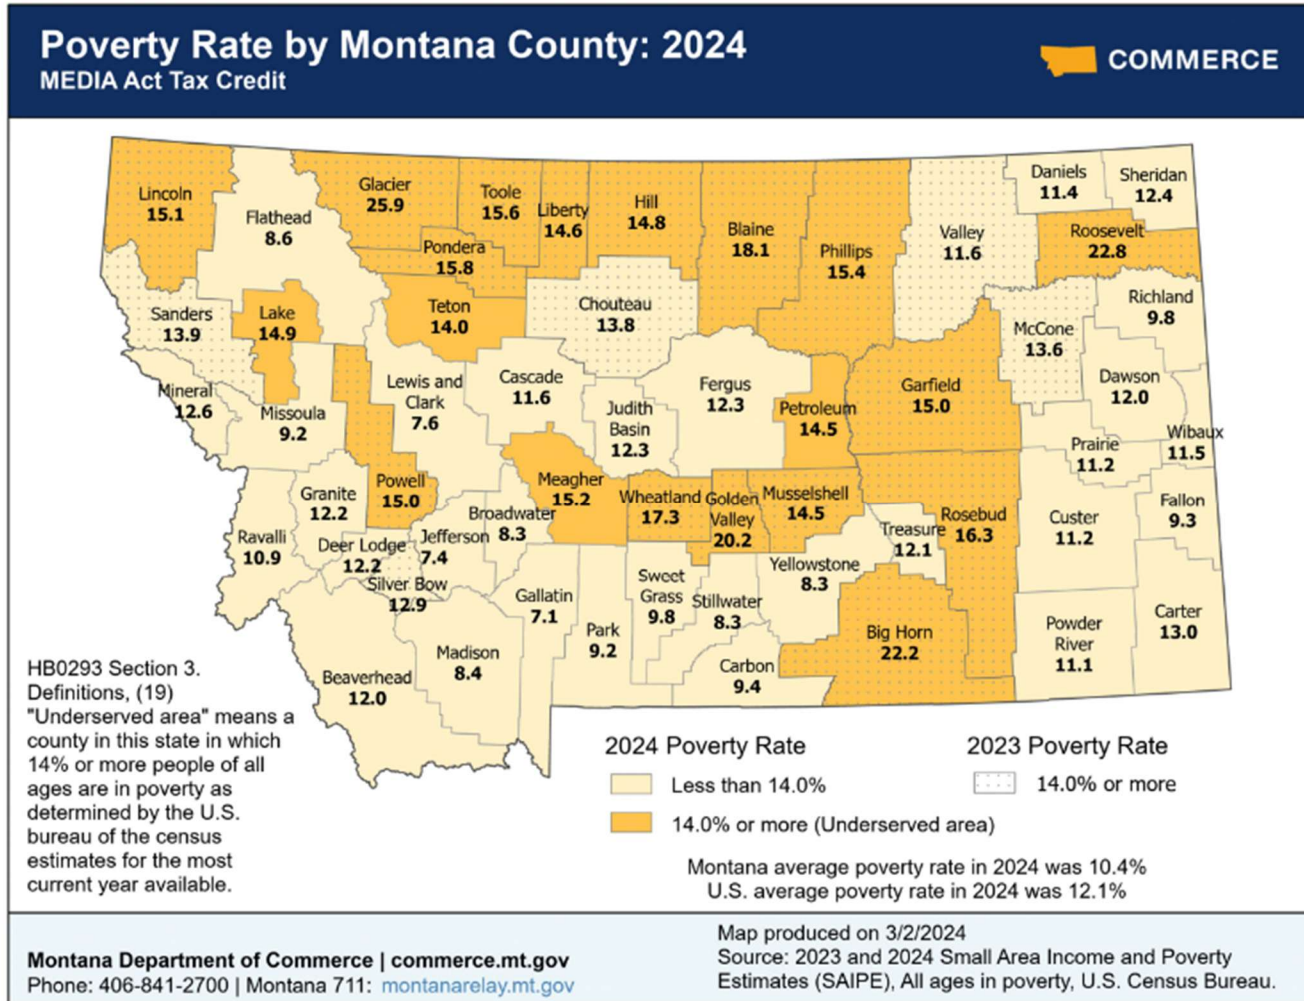 Poverty Rate by Montana County: 2024
MEDIA Act Tax Credit
COMMERCE
Lincoln
15.1
Flathead
8.6
Glacier
25.9
Toole
15.6
Liberty
14.6
Hill
14.8
Blaine
18.1
Phillips
15.4
Valley
11.6
Daniels
11.4
Sheridan
12.4
Roosevelt
22.8
Pondera
15.8
Teton
14.0
Chouteau
13.8
Sanders
13.9
Lake
14.9
McCone
13.6
Richland
9.8
Mineral
12.6
Missoula
9.2
Lewis and
Clark
7.6
Cascade
11.6
Judith
Basin
12.3
Fergus
12.3
Petroleum
14.5
Garfield
15.0
Dawson
12.0
Wibaux
11.5
Prairie
11.2
Powell
15.0
Granite
12.2
Meagher
15.2
Wheatland
17.3
Golden
Valley
20.2
Musselshell
14.5
Rosebud
16.3
Treasure
12.1
Custer
11.2
Fallon
9.3
Ravalli
10.9
Deer Lodge
12.2
Jefferson
7.4
Broadwater
8.3
Silver Bow
12.9
Gallatin
7.1
Park
9.2
Sweet
Grass
9.8
Stillwater
8.3
Yellowstone
8.3
Big Horn
22.2
Powder
River
11.1
Carter
13.0
Beaverhead
12.0
Madison
8.4
Carbon
9.4
HB0293 Section 3.
Definitions, (19)
"Underserved area" means a
county in this state in which
14% or more people of all
ages are in poverty as
determined by the U.S.
bureau of the census
estimates for the most
current year available.
2024 Poverty Rate
Less than 14.0%
14.0% or more (Underserved area)
2023 Poverty Rate
14.0% or more
Montana average poverty rate in 2024 was 10.4%
U.S. average poverty rate in 2024 was 12.1%
Montana Department of Commerce | commerce.mt.gov
Phone: 406-841-2700 | Montana 711: montanarelay.mt.gov
Map produced on 3/2/2024
Source: 2023 and 2024 Small Area Income and Poverty
Estimates (SAIPE), All ages in poverty, U.S. Census Bureau.